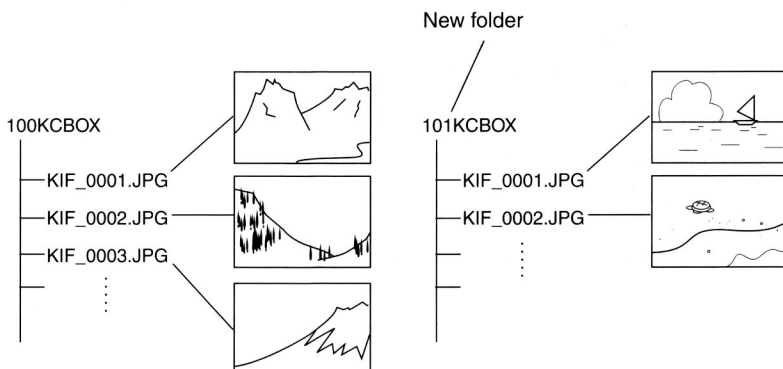 100KCBOX
KIF_0001.JPG
KIF_0002.JPG
KIF_0003.JPG
New folder
101KCBOX
KIF_0001.JPG
KIF_0002.JPG